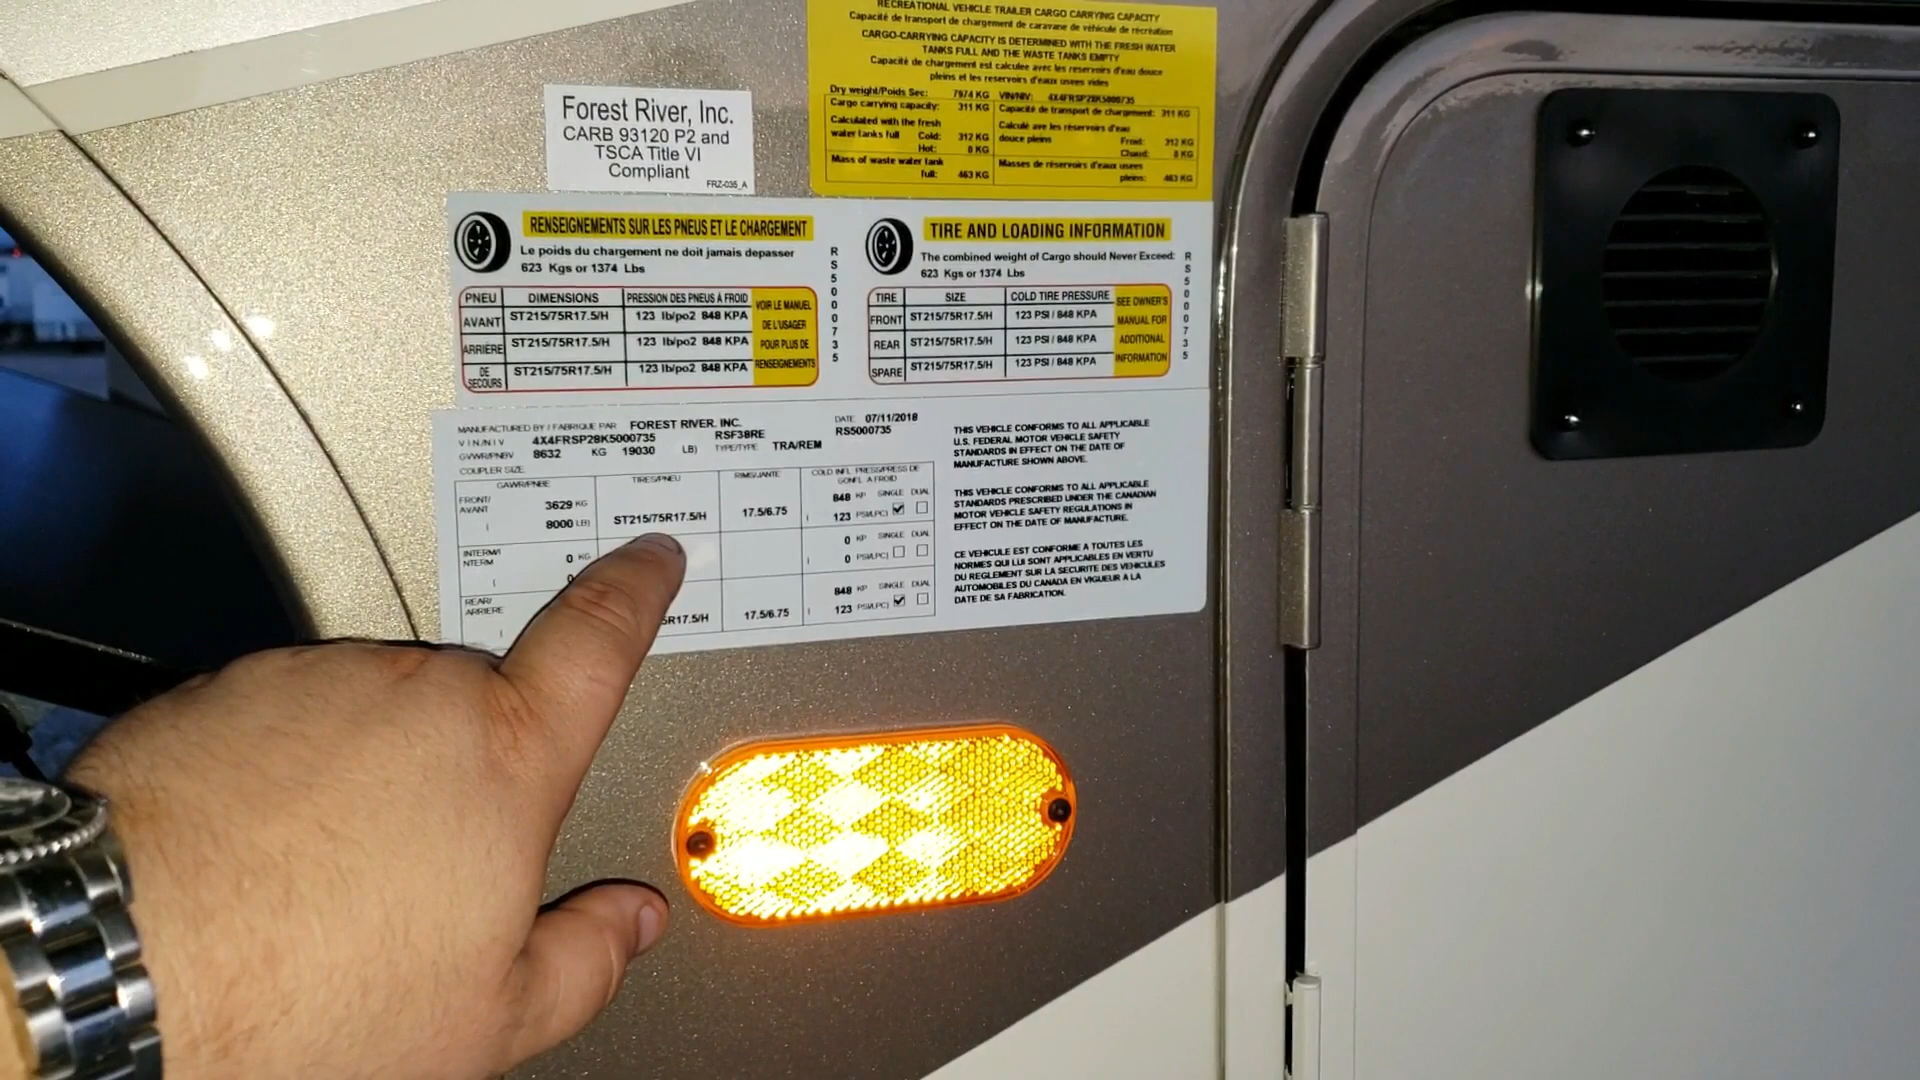 RECREATIONAL VEHICLE TRAILER CARGO CARRYING CAPACITY
Capacité de transport de chargement de caravane de véhicule de récréation
CARGO-CARRYING CAPACITY IS DETERMINED WITH THE FRESH WATER
TANKS FULL AND THE WASTE TANKS EMPTY
Capacité de chargement est calculee avec les reservoirs d'eau douce
pleins et les reservoirs d'eaux usees vides
Dry weight/Poids Sec: 7974 KG VIN/NIV: 4X4FRSP28K5000735
Cargo carrying capacity: 311 KG Capacité de transport de chargement: 311 KG
Calculated with the fresh Calculé avec les réservoirs d'eau
water tanks full Cold: 312 KG douce pleins Froid: 312 KG
Hot: 0 KG Chaud: 0 KG
Mass of waste water tank Masses de réservoirs d'eaux usees
full: 463 KG pleins: 463 KG
Forest River, Inc.
CARB 93120 P2 and
TSCA Title VI
Compliant
FRZ-035_A
RENSEIGNEMENTS SUR LES PNEUS ET LE CHARGEMENT
Le poids du chargement ne doit jamais depasser
623 Kgs or 1374 Lbs
PNEU DIMENSIONS PRESSION DES PNEUS À FROID
AVANT ST215/75R17.5/H 123 lb/po2 848 KPA
ARRIÈRE ST215/75R17.5/H 123 lb/po2 848 KPA
DE SECOURS ST215/75R17.5/H 123 lb/po2 848 KPA
VOIR LE MANUEL
DE L'USAGER
POUR PLUS DE
RENSEIGNEMENTS
RS5000735
TIRE AND LOADING INFORMATION
The combined weight of Cargo should Never Exceed:
623 Kgs or 1374 Lbs
TIRE SIZE COLD TIRE PRESSURE
FRONT ST215/75R17.5/H 123 PSI / 848 KPA
REAR ST215/75R17.5/H 123 PSI / 848 KPA
SPARE ST215/75R17.5/H 123 PSI / 848 KPA
SEE OWNER'S
MANUAL FOR
ADDITIONAL
INFORMATION
RS5000735
MANUFACTURED BY / FABRIQUE PAR FOREST RIVER, INC. DATE 07/11/2018
V I N / N I V 4X4FRSP28K5000735 RSF38RE RS5000735
GVWR/PNBV 8632 KG 19030 LB) TYPE/TYPE TRA/REM
COUPLER SIZE
GAWR/PNBE TIRES/PNEU RIMS/JANTE COLD INFL. PRESS/PRESS DE
GONFL. A FROID
FRONT/ 3629 KG 848 KP SINGLE DUAL
AVANT ST215/75R17.5/H 17.5/6.75
( 8000 LB) ( 123 PSI/LPC)
INTERM/ 0 KG 0 KP SINGLE DUAL
NTERM
( 0 ( 0 PSI/LPC)
REAR/ 848 KP SINGLE DUAL
ARRIERE 5R17.5/H 17.5/6.75 ( 123 PSI/LPC)
(
THIS VEHICLE CONFORMS TO ALL APPLICABLE
U.S. FEDERAL MOTOR VEHICLE SAFETY
STANDARDS IN EFFECT ON THE DATE OF
MANUFACTURE SHOWN ABOVE.
THIS VEHICLE CONFORMS TO ALL APPLICABLE
STANDARDS PRESCRIBED UNDER THE CANADIAN
MOTOR VEHICLE SAFETY REGULATIONS IN
EFFECT ON THE DATE OF MANUFACTURE.
CE VEHICULE EST CONFORME A TOUTES LES
NORMES QUI LUI SONT APPLICABLES EN VERTU
DU REGLEMENT SUR LA SECURITE DES VEHICULES
AUTOMOBILES DU CANADA EN VIGUEUR A LA
DATE DE SA FABRICATION.